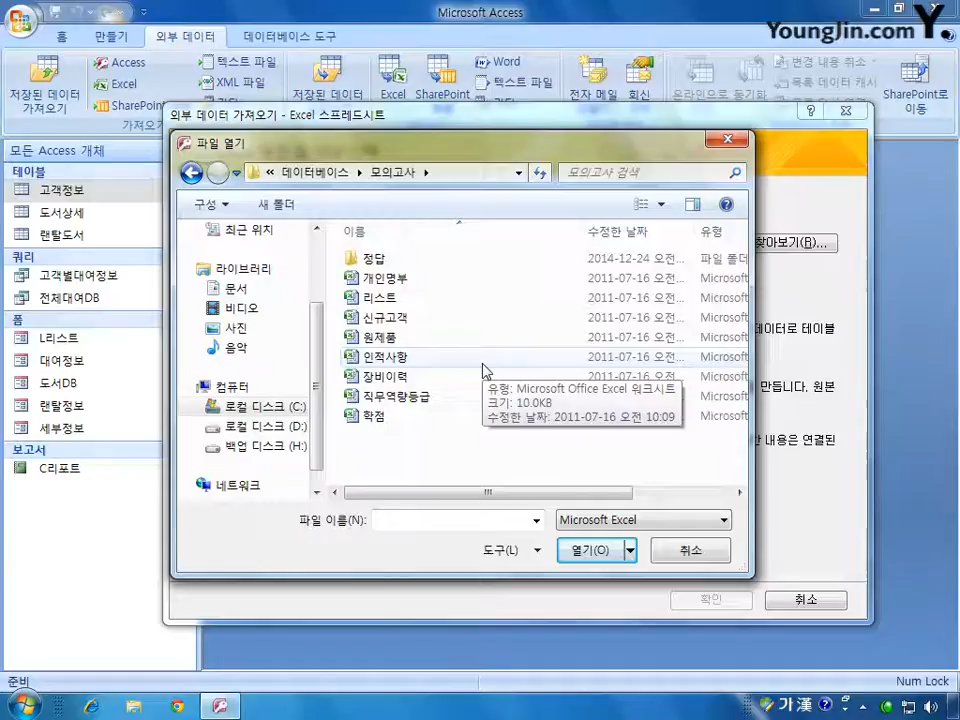 Microsoft Access
YoungJin.com Y.
홈 만들기 외부 데이터 데이터베이스 도구
Access 텍스트 파일 Word 변경 내용 취소
Excel XML 파일 텍스트 파일 목록 데이터 캐시
저장된 데이터 가져오기 SharePoint 저장된 데이터 Excel SharePoint 전자 메일 회신 온라인으로 동기화 SharePoint로 이동
외부 데이터 가져오기 - Excel 스프레드시트
파일 열기
모든 Access 개체
테이블
고객정보
도서상세
랜탈도서
쿼리
고객별대여정보
전체대여DB
폼
L리스트
대여정보
도서DB
랜탈정보
세부정보
보고서
C리포트
« 데이터베이스 ▸ 모의고사 ▸
모의고사 검색
구성 새 폴더
최근 위치
라이브러리
문서
비디오
사진
음악
컴퓨터
로컬 디스크 (C:)
로컬 디스크 (D:)
백업 디스크 (H:)
네트워크
이름 수정한 날짜 유형
정답 2014-12-24 오전... 파일 폴더
개인명부 2011-07-16 오전... Microsoft
리스트 2011-07-16 오전... Microsoft
신규고객 2011-07-16 오전... Microsoft
원제품 2011-07-16 오전... Microsoft
인적사항 2011-07-16 오전... Microsoft
장비이력 2011-07-16 오전... Microsoft
직무역량등급 Microsoft
학점 Microsoft
유형: Microsoft Office Excel 워크시트
크기: 10.0KB
수정한 날짜: 2011-07-16 오전 10:09
파일 이름(N): Microsoft Excel
도구(L) 열기(O) 취소
찾아보기(R)...
데이터로 테이블
만듭니다. 원본
한 내용은 연결된
확인 취소
준비 Num Lock
가 漢